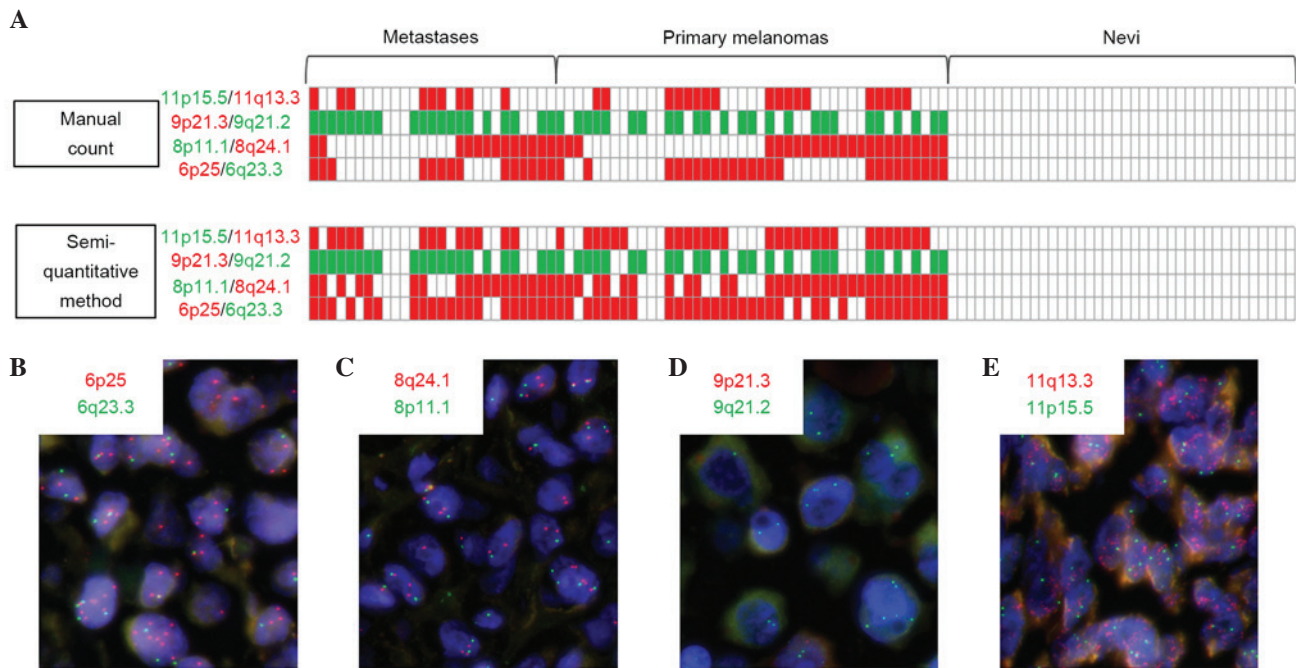 A
Metastases
Primary melanomas
Nevi
Manual
count
11p15.5/11q13.3
9p21.3/9q21.2
8p11.1/8q24.1
6p25/6q23.3
Semi-
quantitative
method
11p15.5/11q13.3
9p21.3/9q21.2
8p11.1/8q24.1
6p25/6q23.3
B
6p25
6q23.3
C
8q24.1
8p11.1
D
9p21.3
9q21.2
E
11q13.3
11p15.5